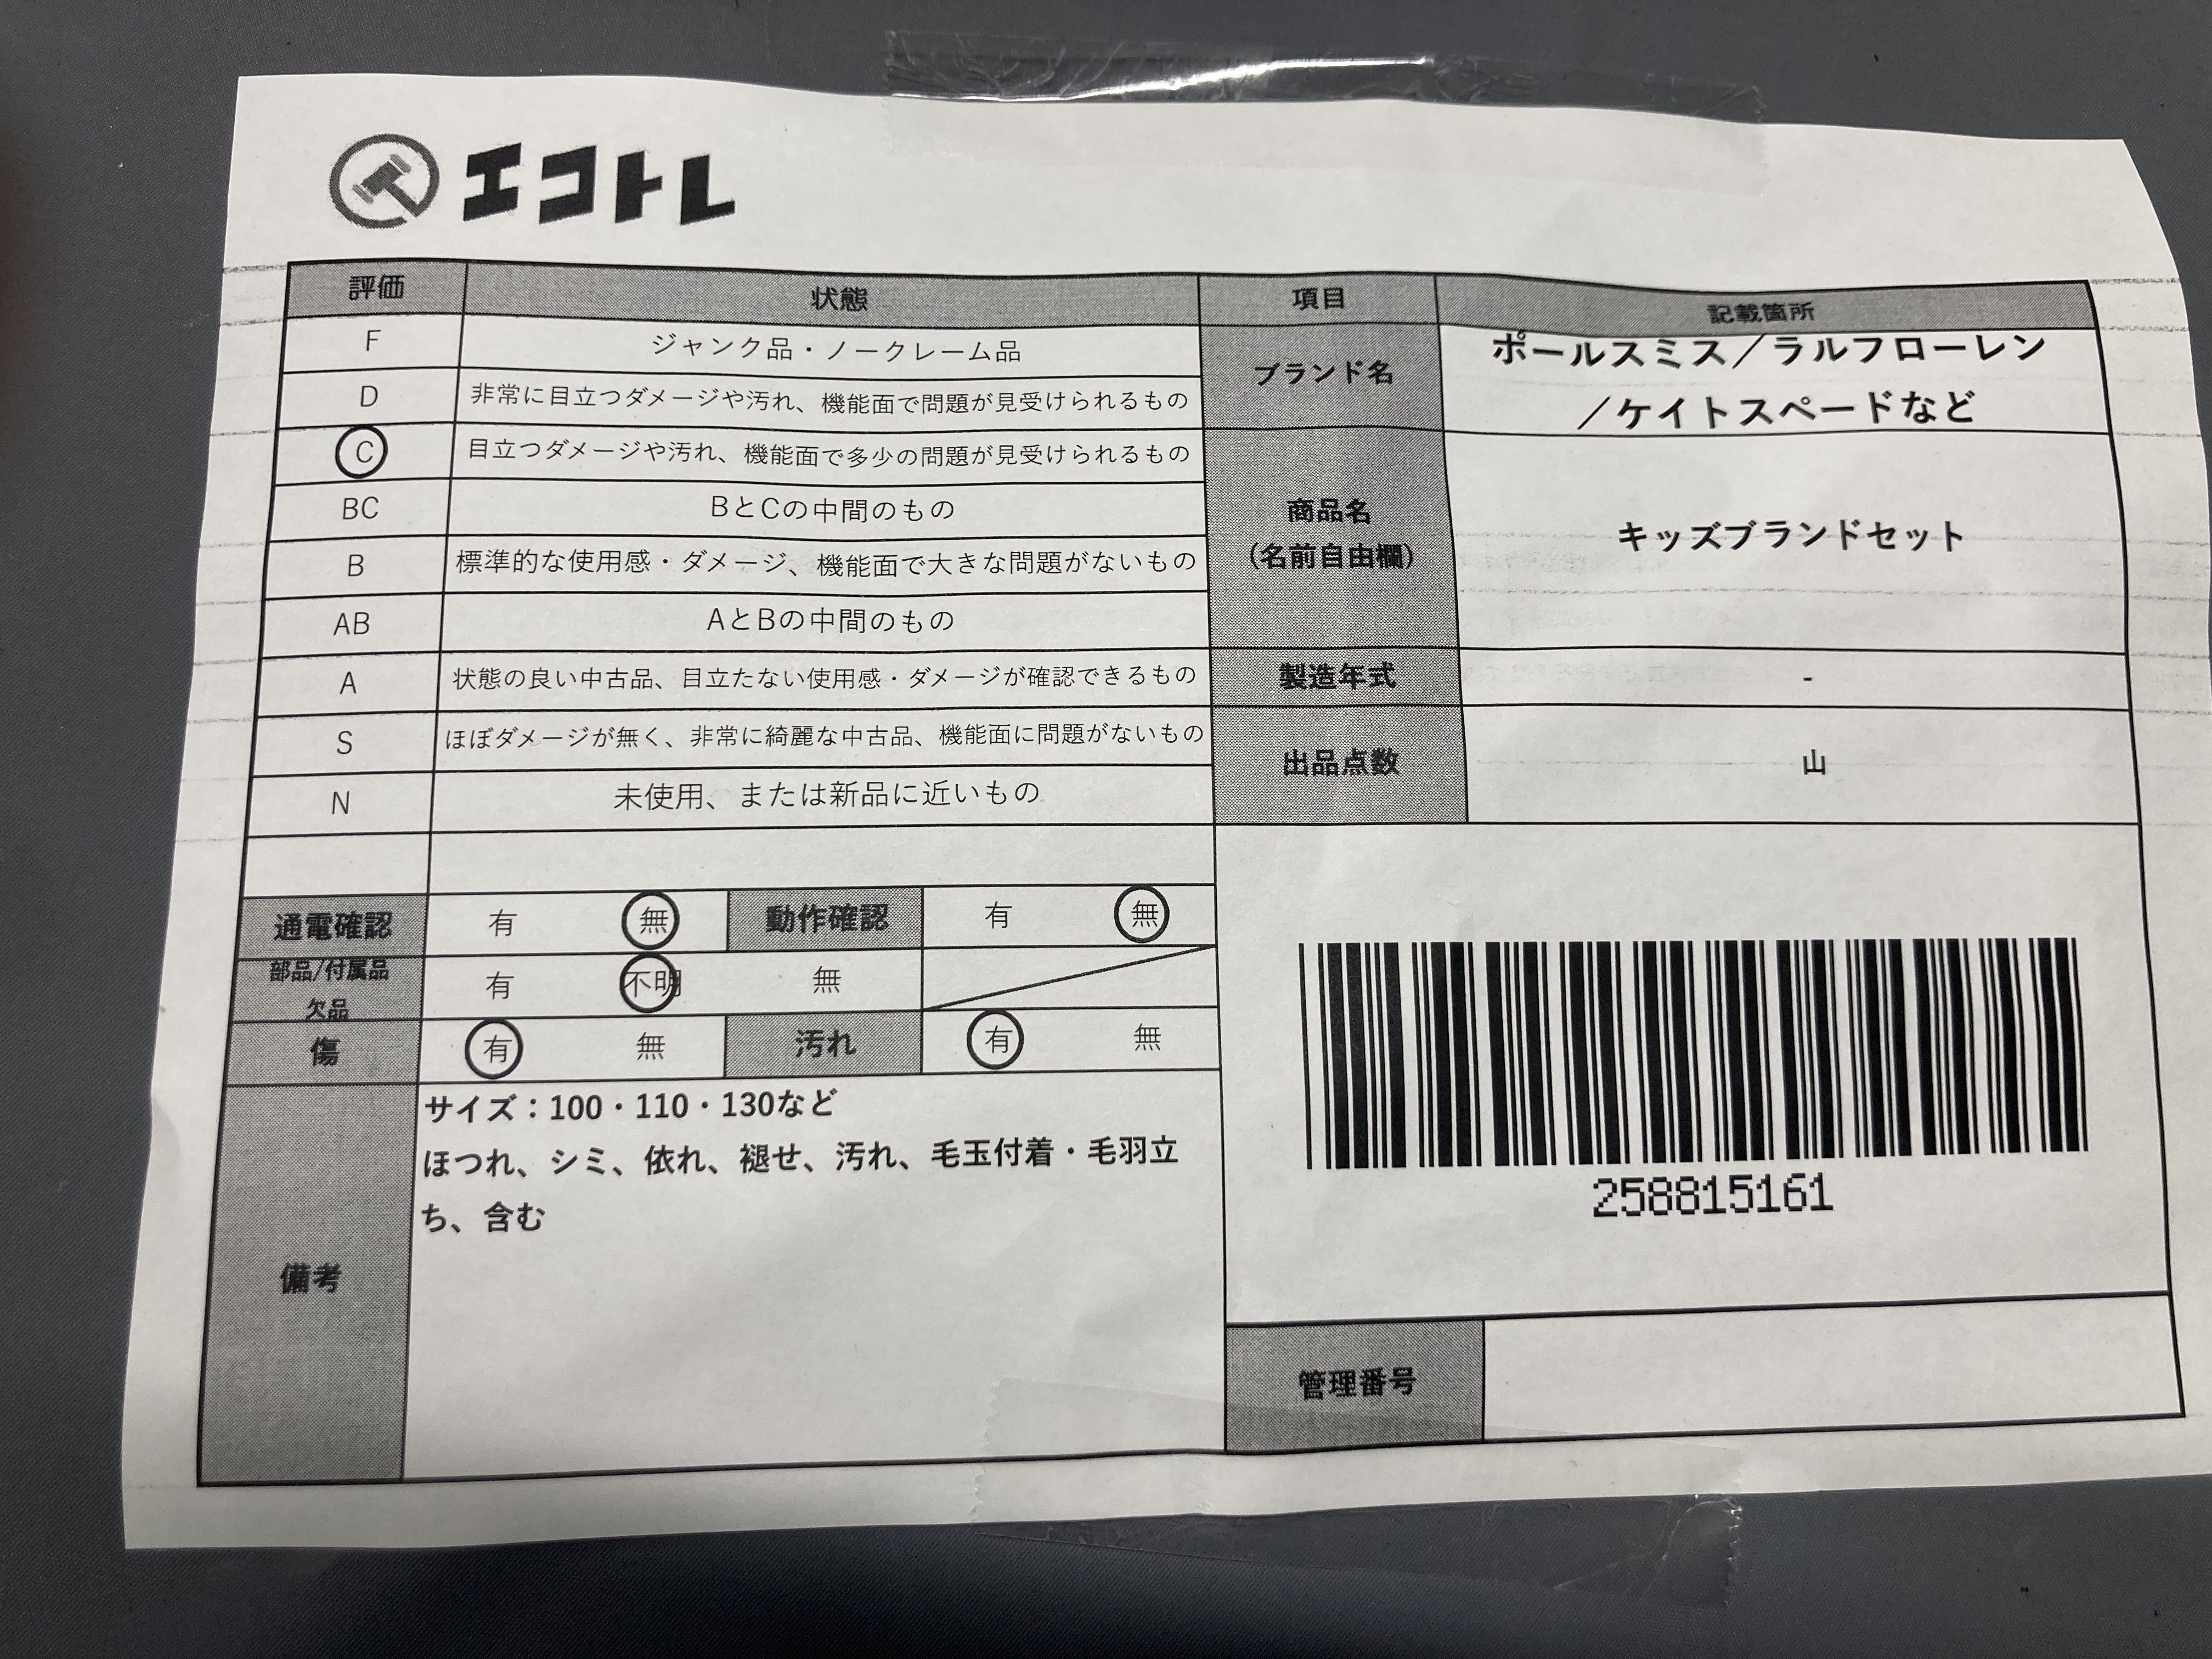 エコトレ
評価 状態 項目 記載箇所
F ジャンク品・ノークレーム品
D 非常に目立つダメージや汚れ、機能面で問題が見受けられるもの
C 目立つダメージや汚れ、機能面で多少の問題が見受けられるもの
BC BとCの中間のもの
B 標準的な使用感・ダメージ、機能面で大きな問題がないもの
AB AとBの中間のもの
A 状態の良い中古品、目立たない使用感・ダメージが確認できるもの
S ほぼダメージが無く、非常に綺麗な中古品、機能面に問題がないもの
N 未使用、または新品に近いもの
ブランド名
ポールスミス／ラルフローレン
／ケイトスペードなど
商品名
（名前自由欄）
キッズブランドセット
製造年式 -
出品点数 山
通電確認 有 無 動作確認 有 無
部品/付属品
欠品
有 不明 無
傷 有 無 汚れ 有 無
備考
サイズ：100・110・130など
ほつれ、シミ、依れ、褪せ、汚れ、毛玉付着・毛羽立
ち、含む
258815161
管理番号